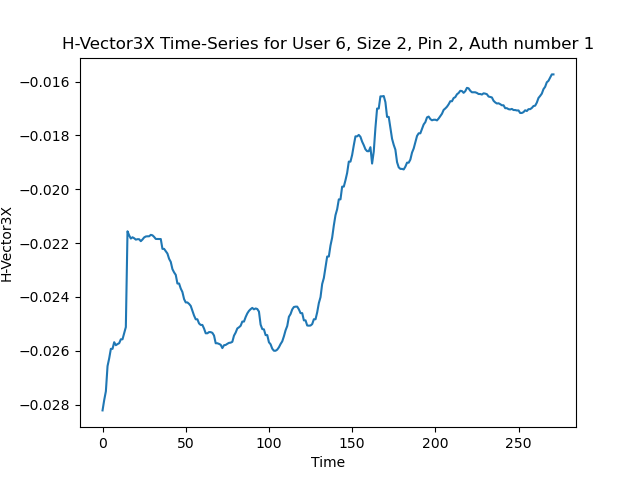 H-Vector3X Time-Series for User 6, Size 2, Pin 2, Auth number 1
−0.016
−0.018
−0.020
−0.022
−0.024
−0.026
−0.028
H-Vector3X
0 50 100 150 200 250
Time